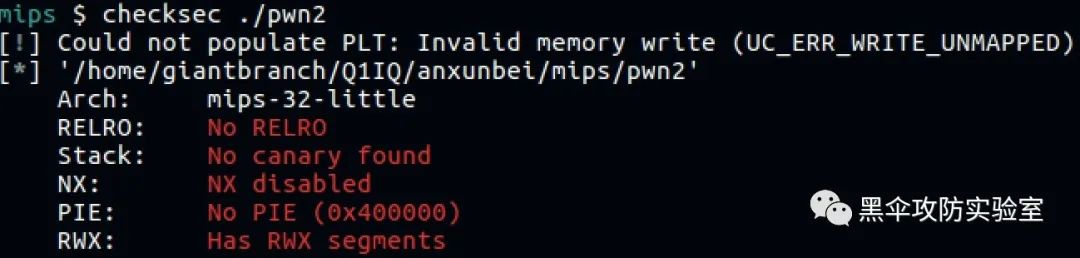 mips $ checksec ./pwn2
[!] Could not populate PLT: Invalid memory write (UC_ERR_WRITE_UNMAPPED)
[*] '/home/giantbranch/Q1IQ/anxunbei/mips/pwn2'
Arch: mips-32-little
RELRO: No RELRO
Stack: No canary found
NX: NX disabled
PIE: No PIE (0x400000)
RWX: Has RWX segments
黑伞攻防实验室